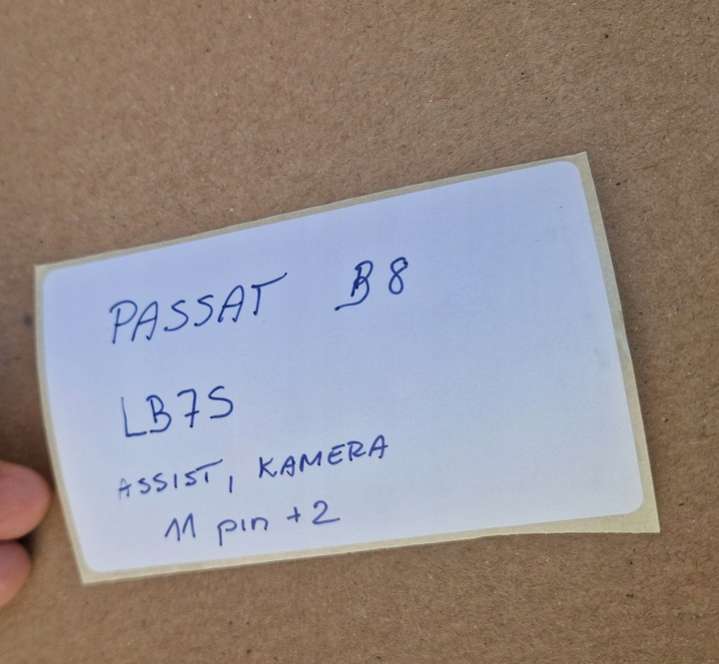 PASSAT B8
LB7S
ASSIST, KAMERA
11 pin + 2